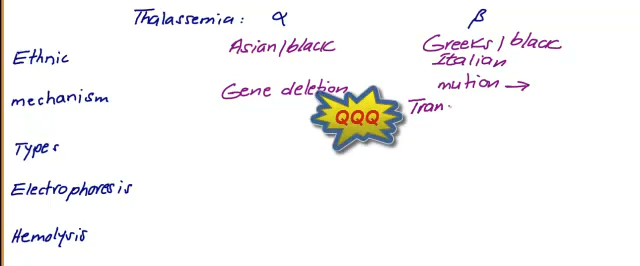 Thalassemia: α β
Ethnic Asian/black Greeks/black
Italian
mechanism Gene deletion mution →
QQQ
Tran
Types
Electrophoresis
Hemolysis